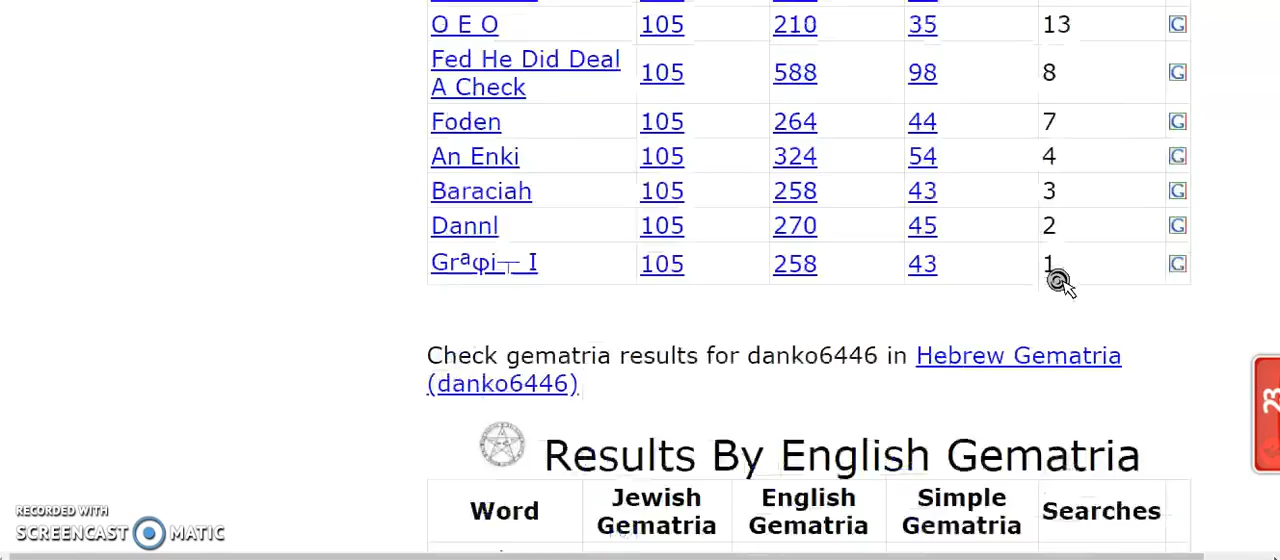 O E O 105 210 35 13
Fed He Did Deal
A Check 105 588 98 8
Foden 105 264 44 7
An Enki 105 324 54 4
Baraciah 105 258 43 3
Dannl 105 270 45 2
Grªφi┬ I 105 258 43 1
Check gematria results for danko6446 in Hebrew Gematria
(danko6446)
Results By English Gematria
Word Jewish Gematria English Gematria Simple Gematria Searches
RECORDED WITH
SCREENCAST MATIC
23